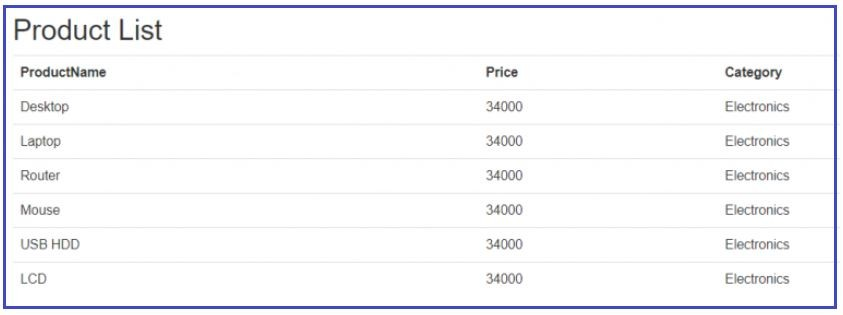 Product List
ProductName Price Category
Desktop 34000 Electronics
Laptop 34000 Electronics
Router 34000 Electronics
Mouse 34000 Electronics
USB HDD 34000 Electronics
LCD 34000 Electronics